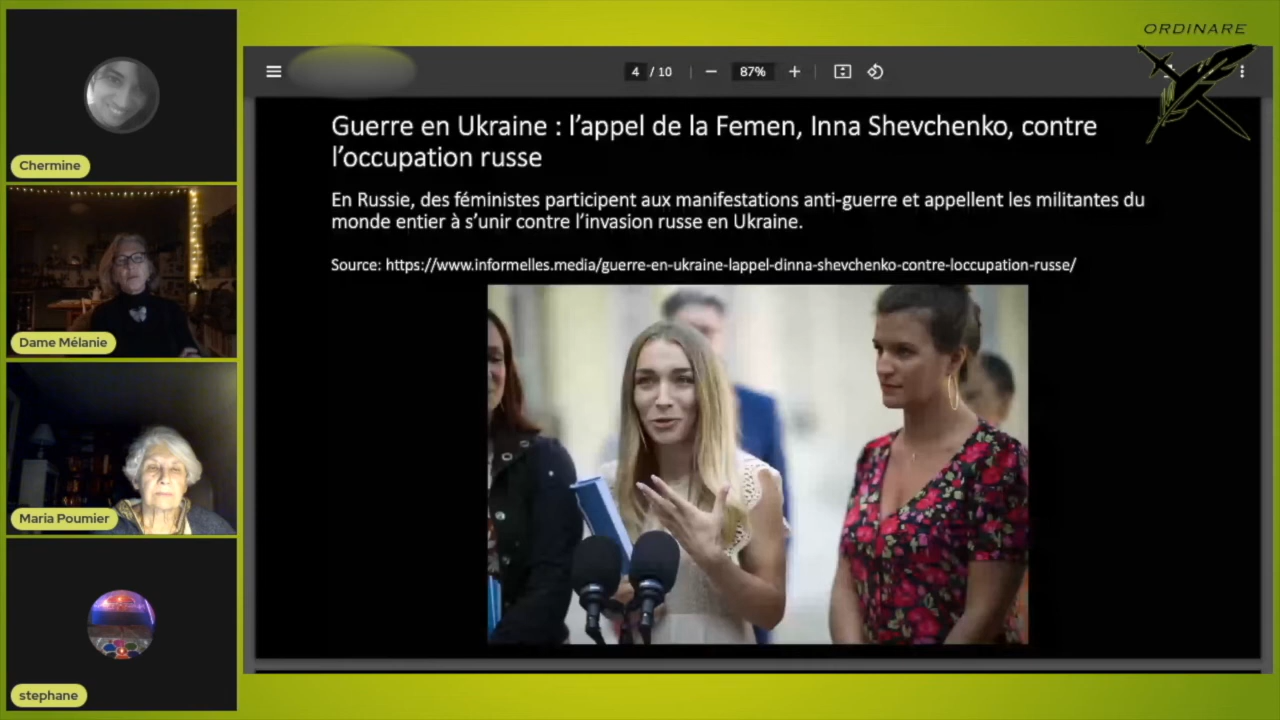 ORDINARE
4 / 10
87%
Guerre en Ukraine : l’appel de la Femen, Inna Shevchenko, contre
l’occupation russe
En Russie, des féministes participent aux manifestations anti-guerre et appellent les militantes du
monde entier à s’unir contre l’invasion russe en Ukraine.
Source: https://www.informelles.media/guerre-en-ukraine-lappel-dinna-shevchenko-contre-loccupation-russe/
Chermine
Dame Mélanie
Maria Poumier
stephane